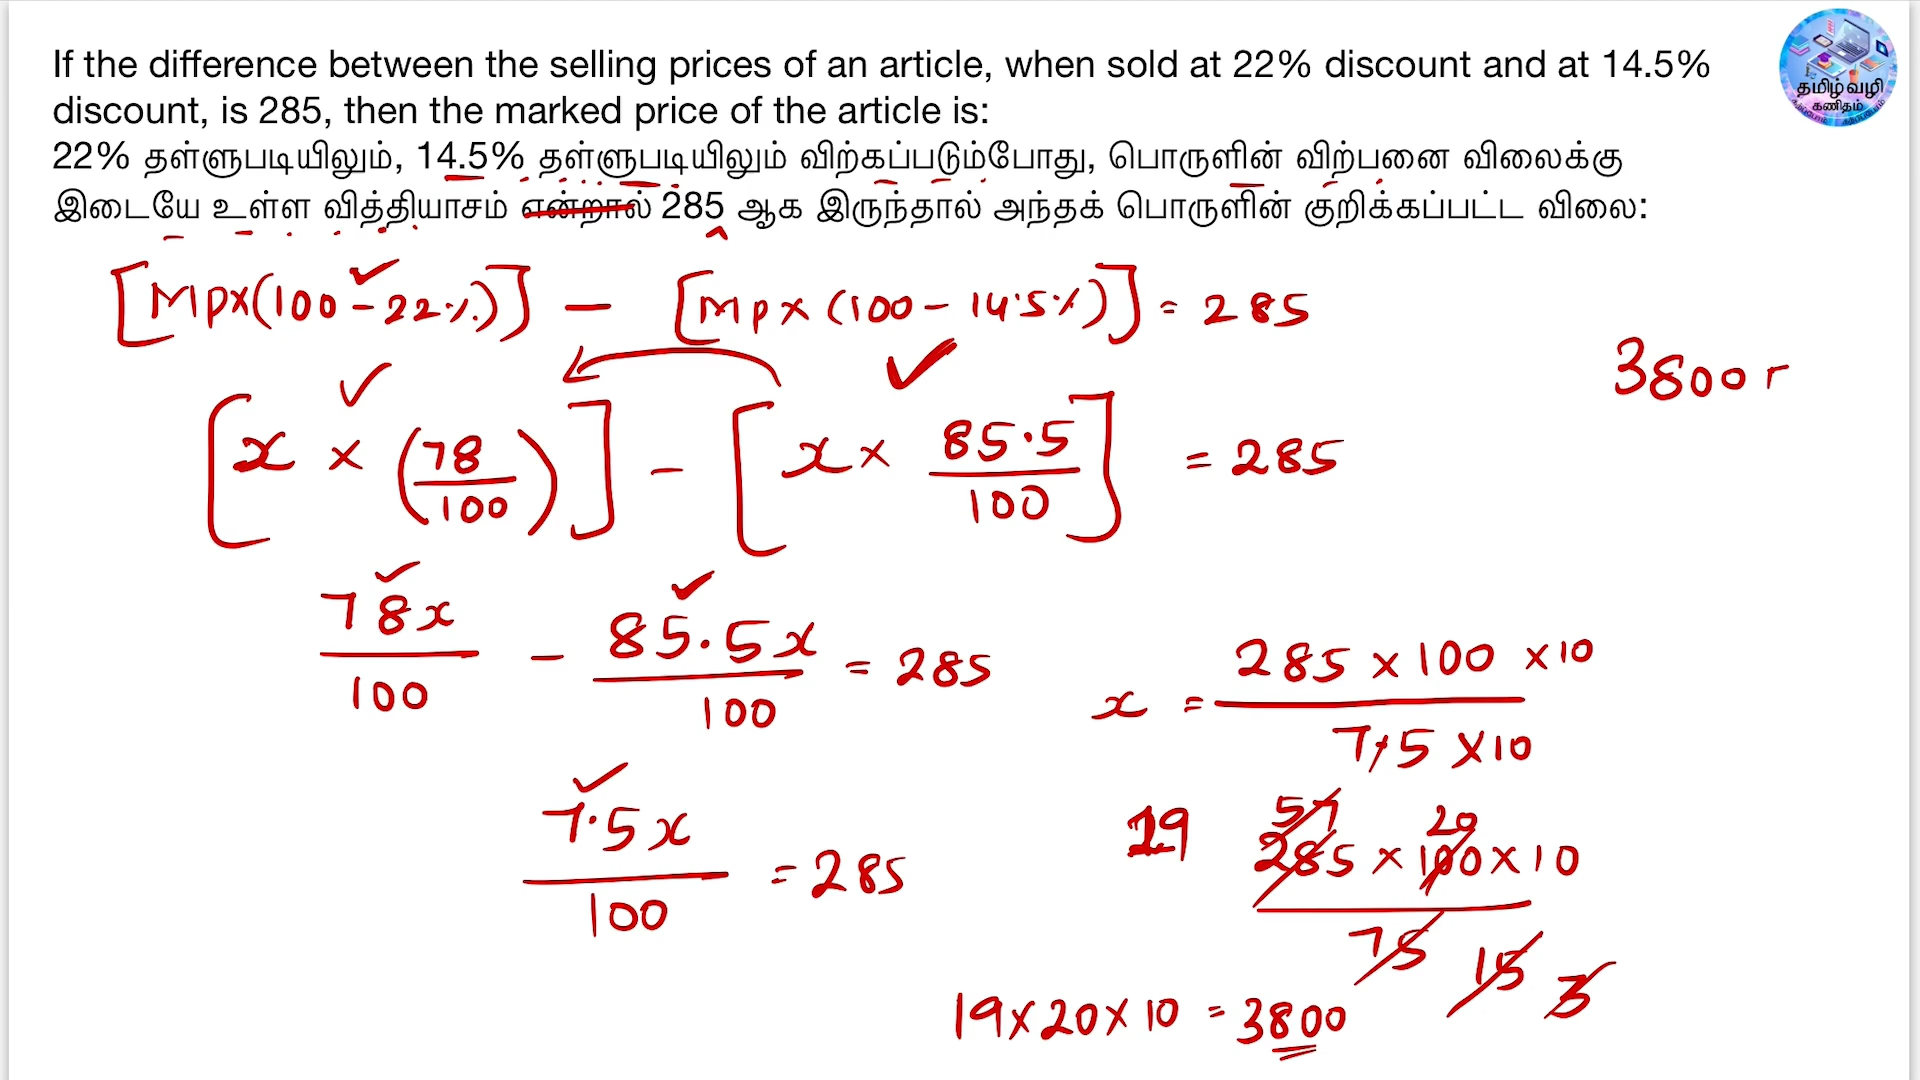 If the difference between the selling prices of an article, when sold at 22% discount and at 14.5%
discount, is 285, then the marked price of the article is:
22% தள்ளுபடியிலும், 14.5% தள்ளுபடியிலும் விற்கப்படும்போது, பொருளின் விற்பனை விலைக்கு
இடையே உள்ள வித்தியாசம் என்றால் 285 ஆக இருந்தால் அந்தக் பொருளின் குறிக்கப்பட்ட விலை:
தமிழ் வழி
கணிதம்
[MP×(100-22%)] - [MP×(100-14.5%)] = 285
3800
[x × (78/100)] - [x × 85.5/100] = 285
78x/100 - 85.5x/100 = 285
x = 285 × 100 × 10 / 7.5 × 10
7.5x/100 = 285
19 57 20
285 × 100 × 10
75 15 3
19 × 20 × 10 = 3800